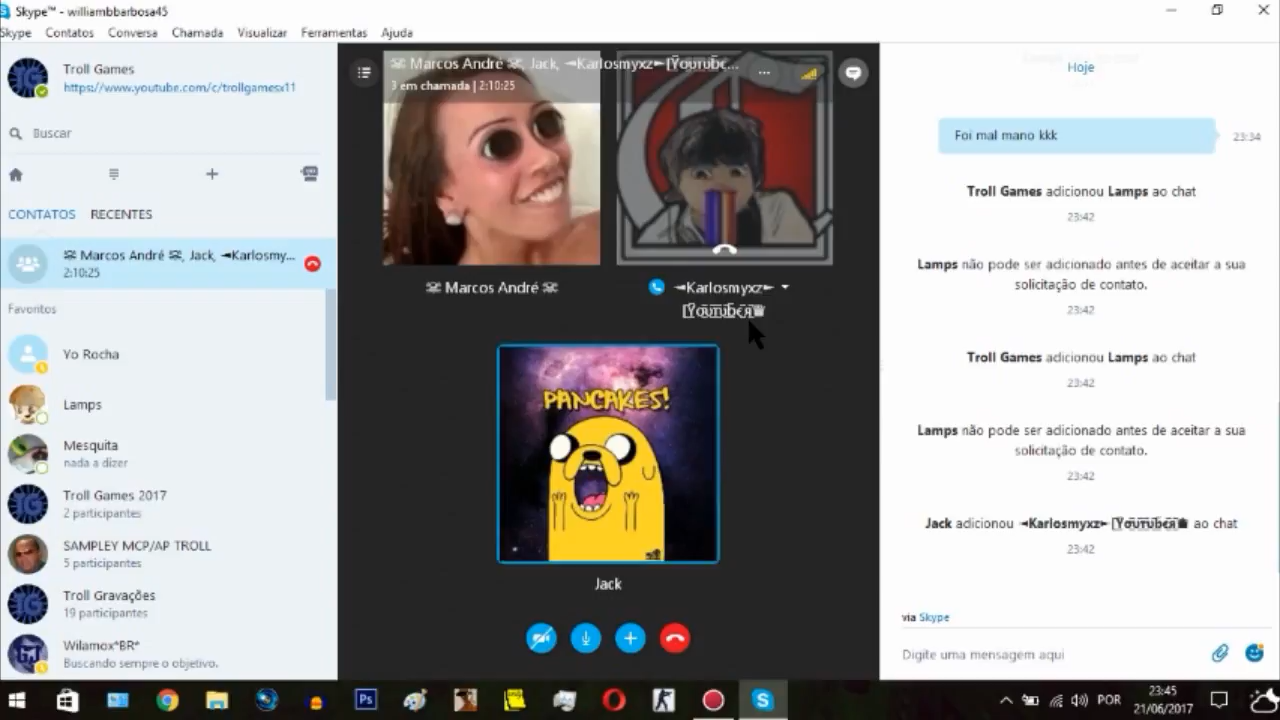 Skype™ - williambbarbosa45
Skype Contatos Conversa Chamada Visualizar Ferramentas Ajuda
Troll Games
https://www.youtube.com/c/trollgamesx11
Buscar
CONTATOS RECENTES
Marcos André , Jack, ◄Karlosmy...
2:10:25
Favoritos
Yo Rocha
Lamps
Mesquita
nada a dizer
Troll Games 2017
2 participantes
SAMPLEY MCP/AP TROLL
5 participantes
Troll Gravações
19 participantes
Wilamox*BR*
Buscando sempre o objetivo.
Marcos André , Jack, ◄Karlosmyxz► [Youtube...
3 em chamada | 2:10:25
Marcos André
◄Karlosmyxz►
[Youtuber]
PANCAKES!
Jack
Hoje
Foi mal mano kkk
23:34
Troll Games adicionou Lamps ao chat
23:42
Lamps não pode ser adicionado antes de aceitar a sua
solicitação de contato.
23:42
Troll Games adicionou Lamps ao chat
23:42
Lamps não pode ser adicionado antes de aceitar a sua
solicitação de contato.
23:42
Jack adicionou ◄Karlosmyxz► [Youtuber] ao chat
23:42
via Skype
Digite uma mensagem aqui
POR
23:45
21/06/2017